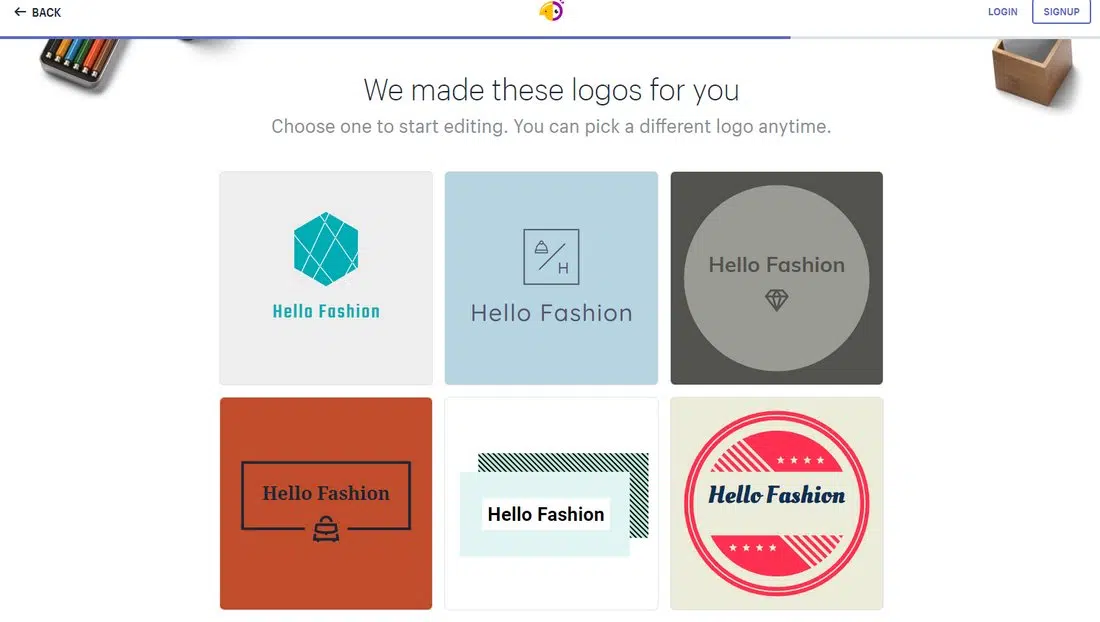 ← BACK
LOGIN
SIGNUP
We made these logos for you
Choose one to start editing. You can pick a different logo anytime.
Hello Fashion
H
Hello Fashion
Hello Fashion
Hello Fashion
Hello Fashion
Hello Fashion